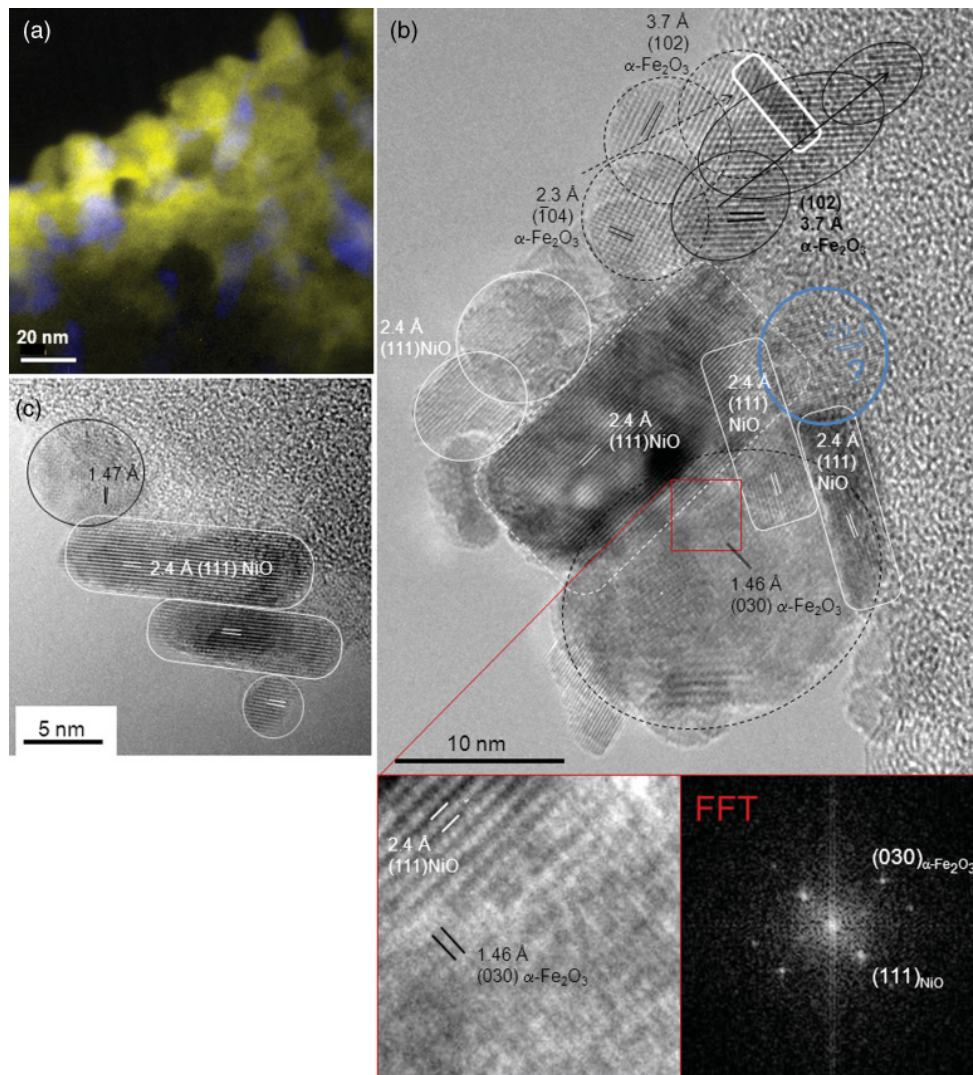 (a)
20 nm
(b)
3.7 Å
(102)
α-Fe₂O₃
2.3 Å
(1̄04)
α-Fe₂O₃
(102)
3.7 Å
α-Fe₂O₃
2.4 Å
(111)NiO
2.4 Å
(111)NiO
2.4 Å
(111)
NiO
?
2.4 Å
(111)
NiO
1.46 Å
(030) α-Fe₂O₃
10 nm
(c)
1.47 Å
2.4 Å (111) NiO
5 nm
2.4 Å
(111)NiO
1.46 Å
(030) α-Fe₂O₃
FFT
(030)α-Fe₂O₃
(111)NiO